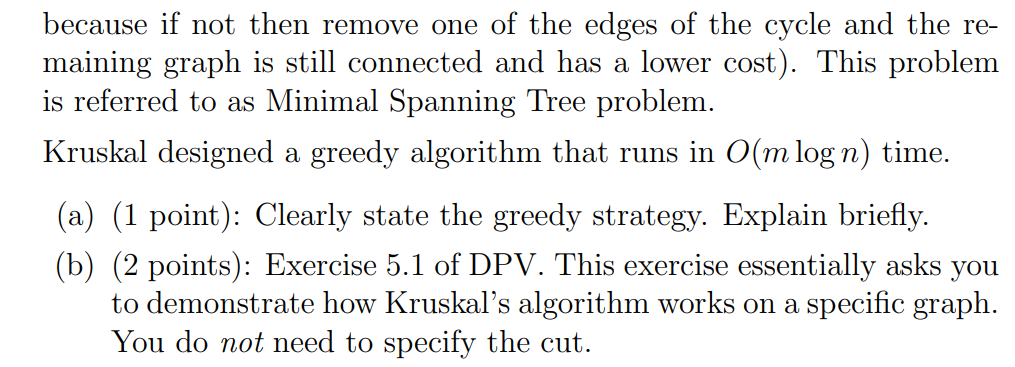 because if not then remove one of the edges of the cycle and the re-
maining graph is still connected and has a lower cost). This problem
is referred to as Minimal Spanning Tree problem.
Kruskal designed a greedy algorithm that runs in O(m log n) time.
(a) (1 point): Clearly state the greedy strategy. Explain briefly.
(b) (2 points): Exercise 5.1 of DPV. This exercise essentially asks you
to demonstrate how Kruskal's algorithm works on a specific graph.
You do not need to specify the cut.